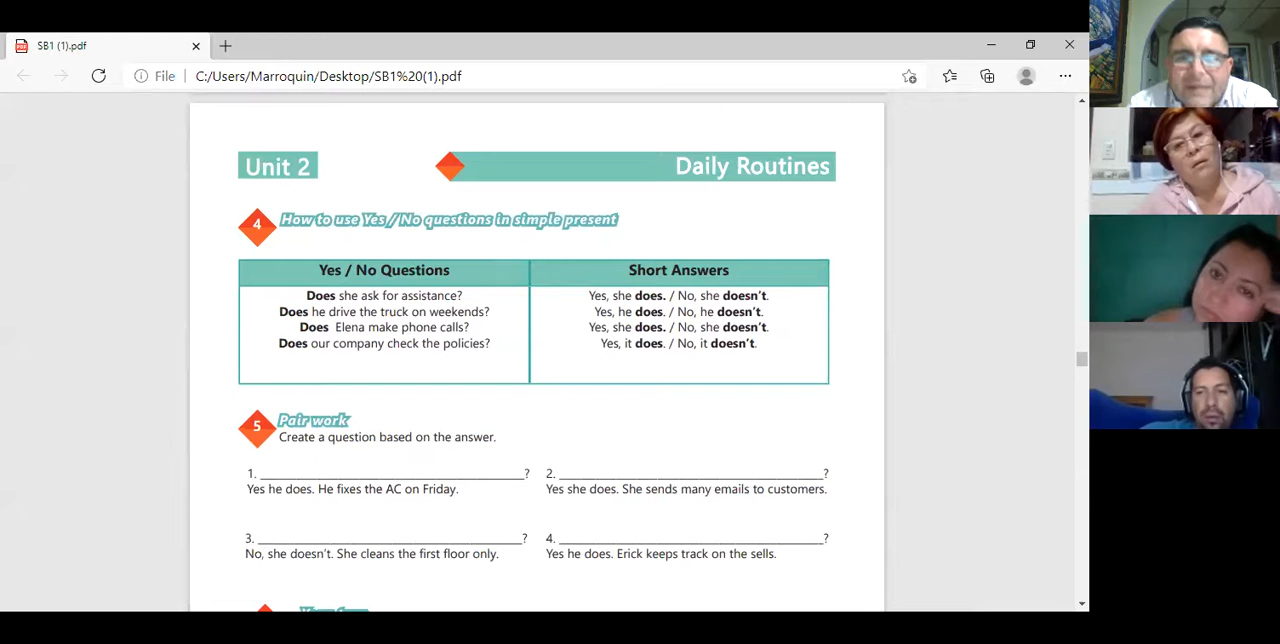 SB1 (1).pdf
File
C:/Users/Marroquin/Desktop/SB1%20(1).pdf
Unit 2
Daily Routines
4
How to use Yes / No questions in simple present
Yes / No Questions
Short Answers
Does she ask for assistance?
Yes, she does. / No, she doesn't.
Does he drive the truck on weekends?
Yes, he does. / No, he doesn't.
Does Elena make phone calls?
Yes, she does. / No, she doesn't.
Does our company check the policies?
Yes, it does. / No, it doesn't.
5
Pair work
Create a question based on the answer.
1. ______________________________________?
2. ______________________________________?
Yes he does. He fixes the AC on Friday.
Yes she does. She sends many emails to customers.
3. ______________________________________?
4. ______________________________________?
No, she doesn't. She cleans the first floor only.
Yes he does. Erick keeps track on the sells.